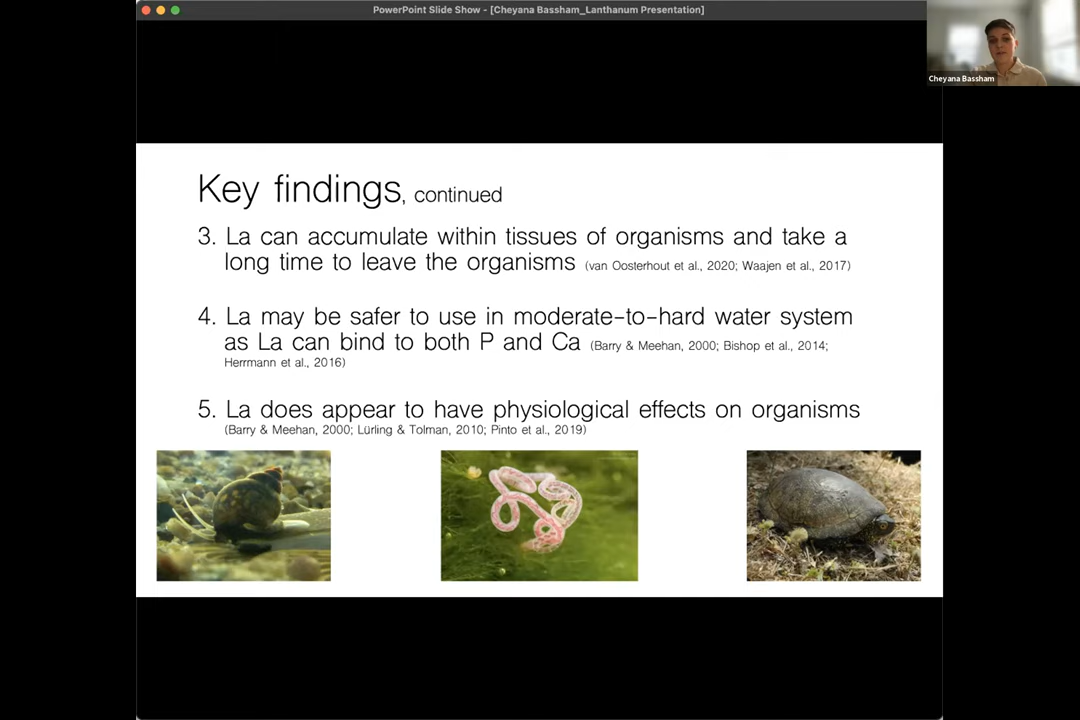 PowerPoint Slide Show - [Cheyana Bassham_Lanthanum Presentation]
Cheyana Bassham
Key findings, continued
3. La can accumulate within tissues of organisms and take a
long time to leave the organisms (van Oosterhout et al., 2020; Waajen et al., 2017)
4. La may be safer to use in moderate-to-hard water system
as La can bind to both P and Ca (Barry & Meehan, 2000; Bishop et al., 2014;
Herrmann et al., 2016)
5. La does appear to have physiological effects on organisms
(Barry & Meehan, 2000; Lürling & Tolman, 2010; Pinto et al., 2019)